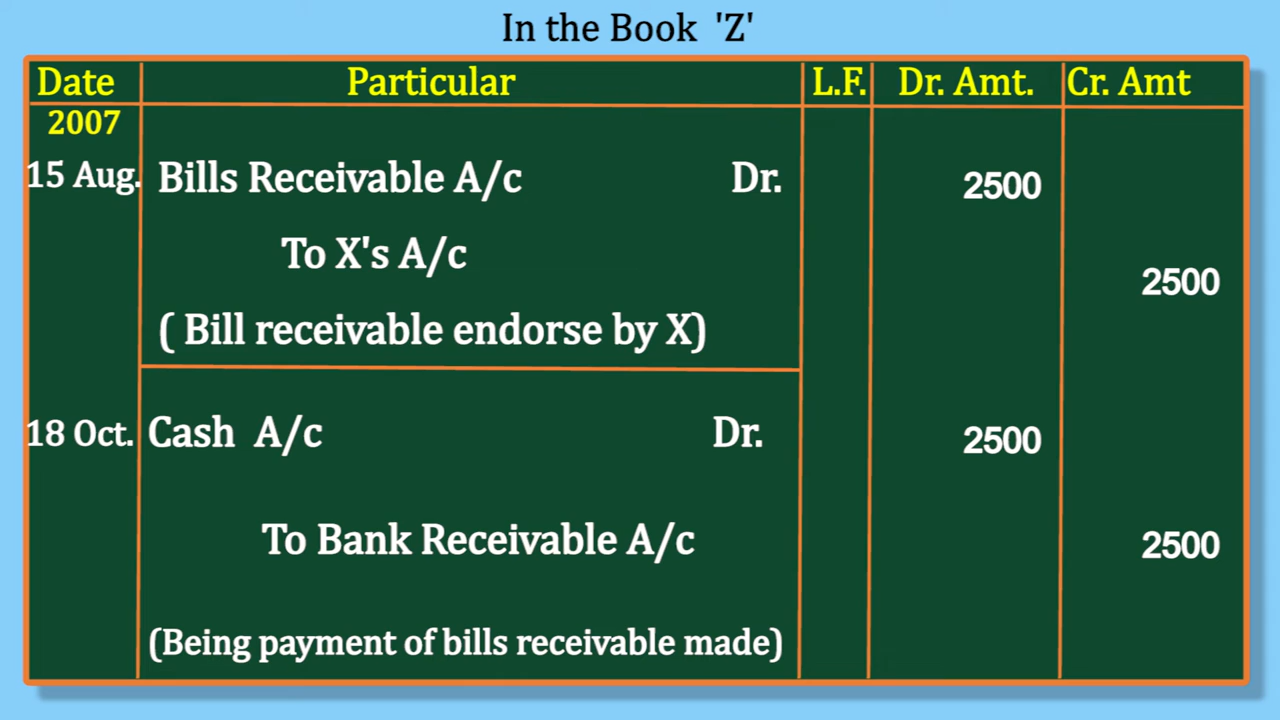 In the Book 'Z'
Date Particular L.F. Dr. Amt. Cr. Amt
2007
15 Aug. Bills Receivable A/c Dr. 2500
To X's A/c 2500
( Bill receivable endorse by X)
18 Oct. Cash A/c Dr. 2500
To Bank Receivable A/c 2500
(Being payment of bills receivable made)